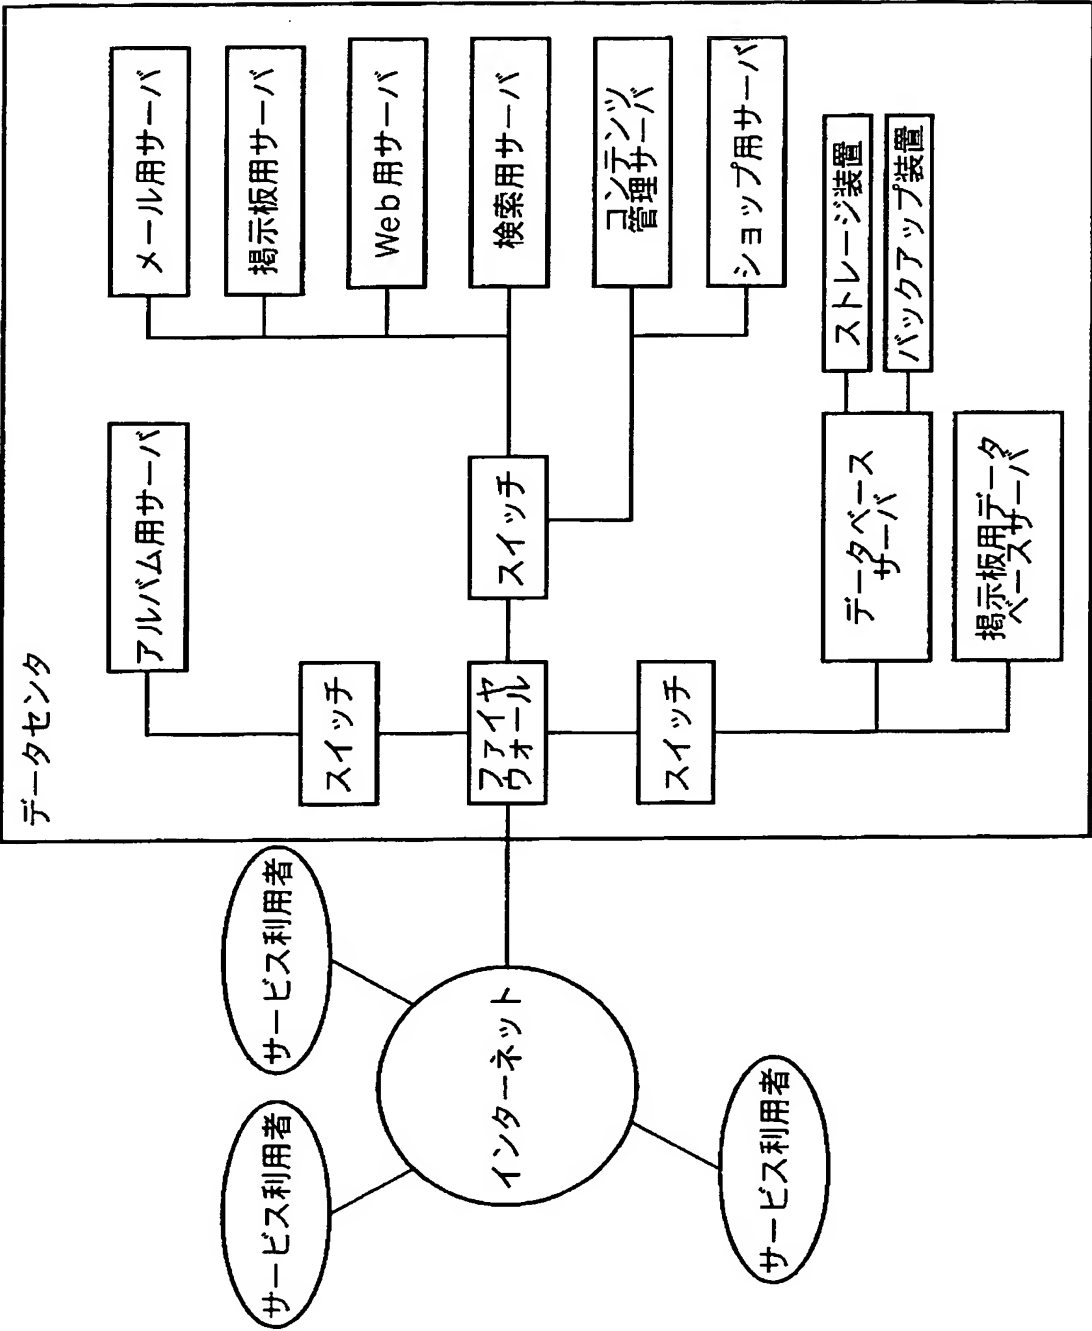 データセンタ
アルバム用サーバ
メール用サーバ
掲示板用サーバ
Web用サーバ
検索用サーバ
コンテンツ
管理サーバ
ショップ用サーバ
スイッチ
スイッチ
ファイヤ
ウォール
スイッチ
データベース
サーバ
ストレージ装置
バックアップ装置
掲示板用データ
ベースサーバ
サービス利用者
サービス利用者
インターネット
サービス利用者